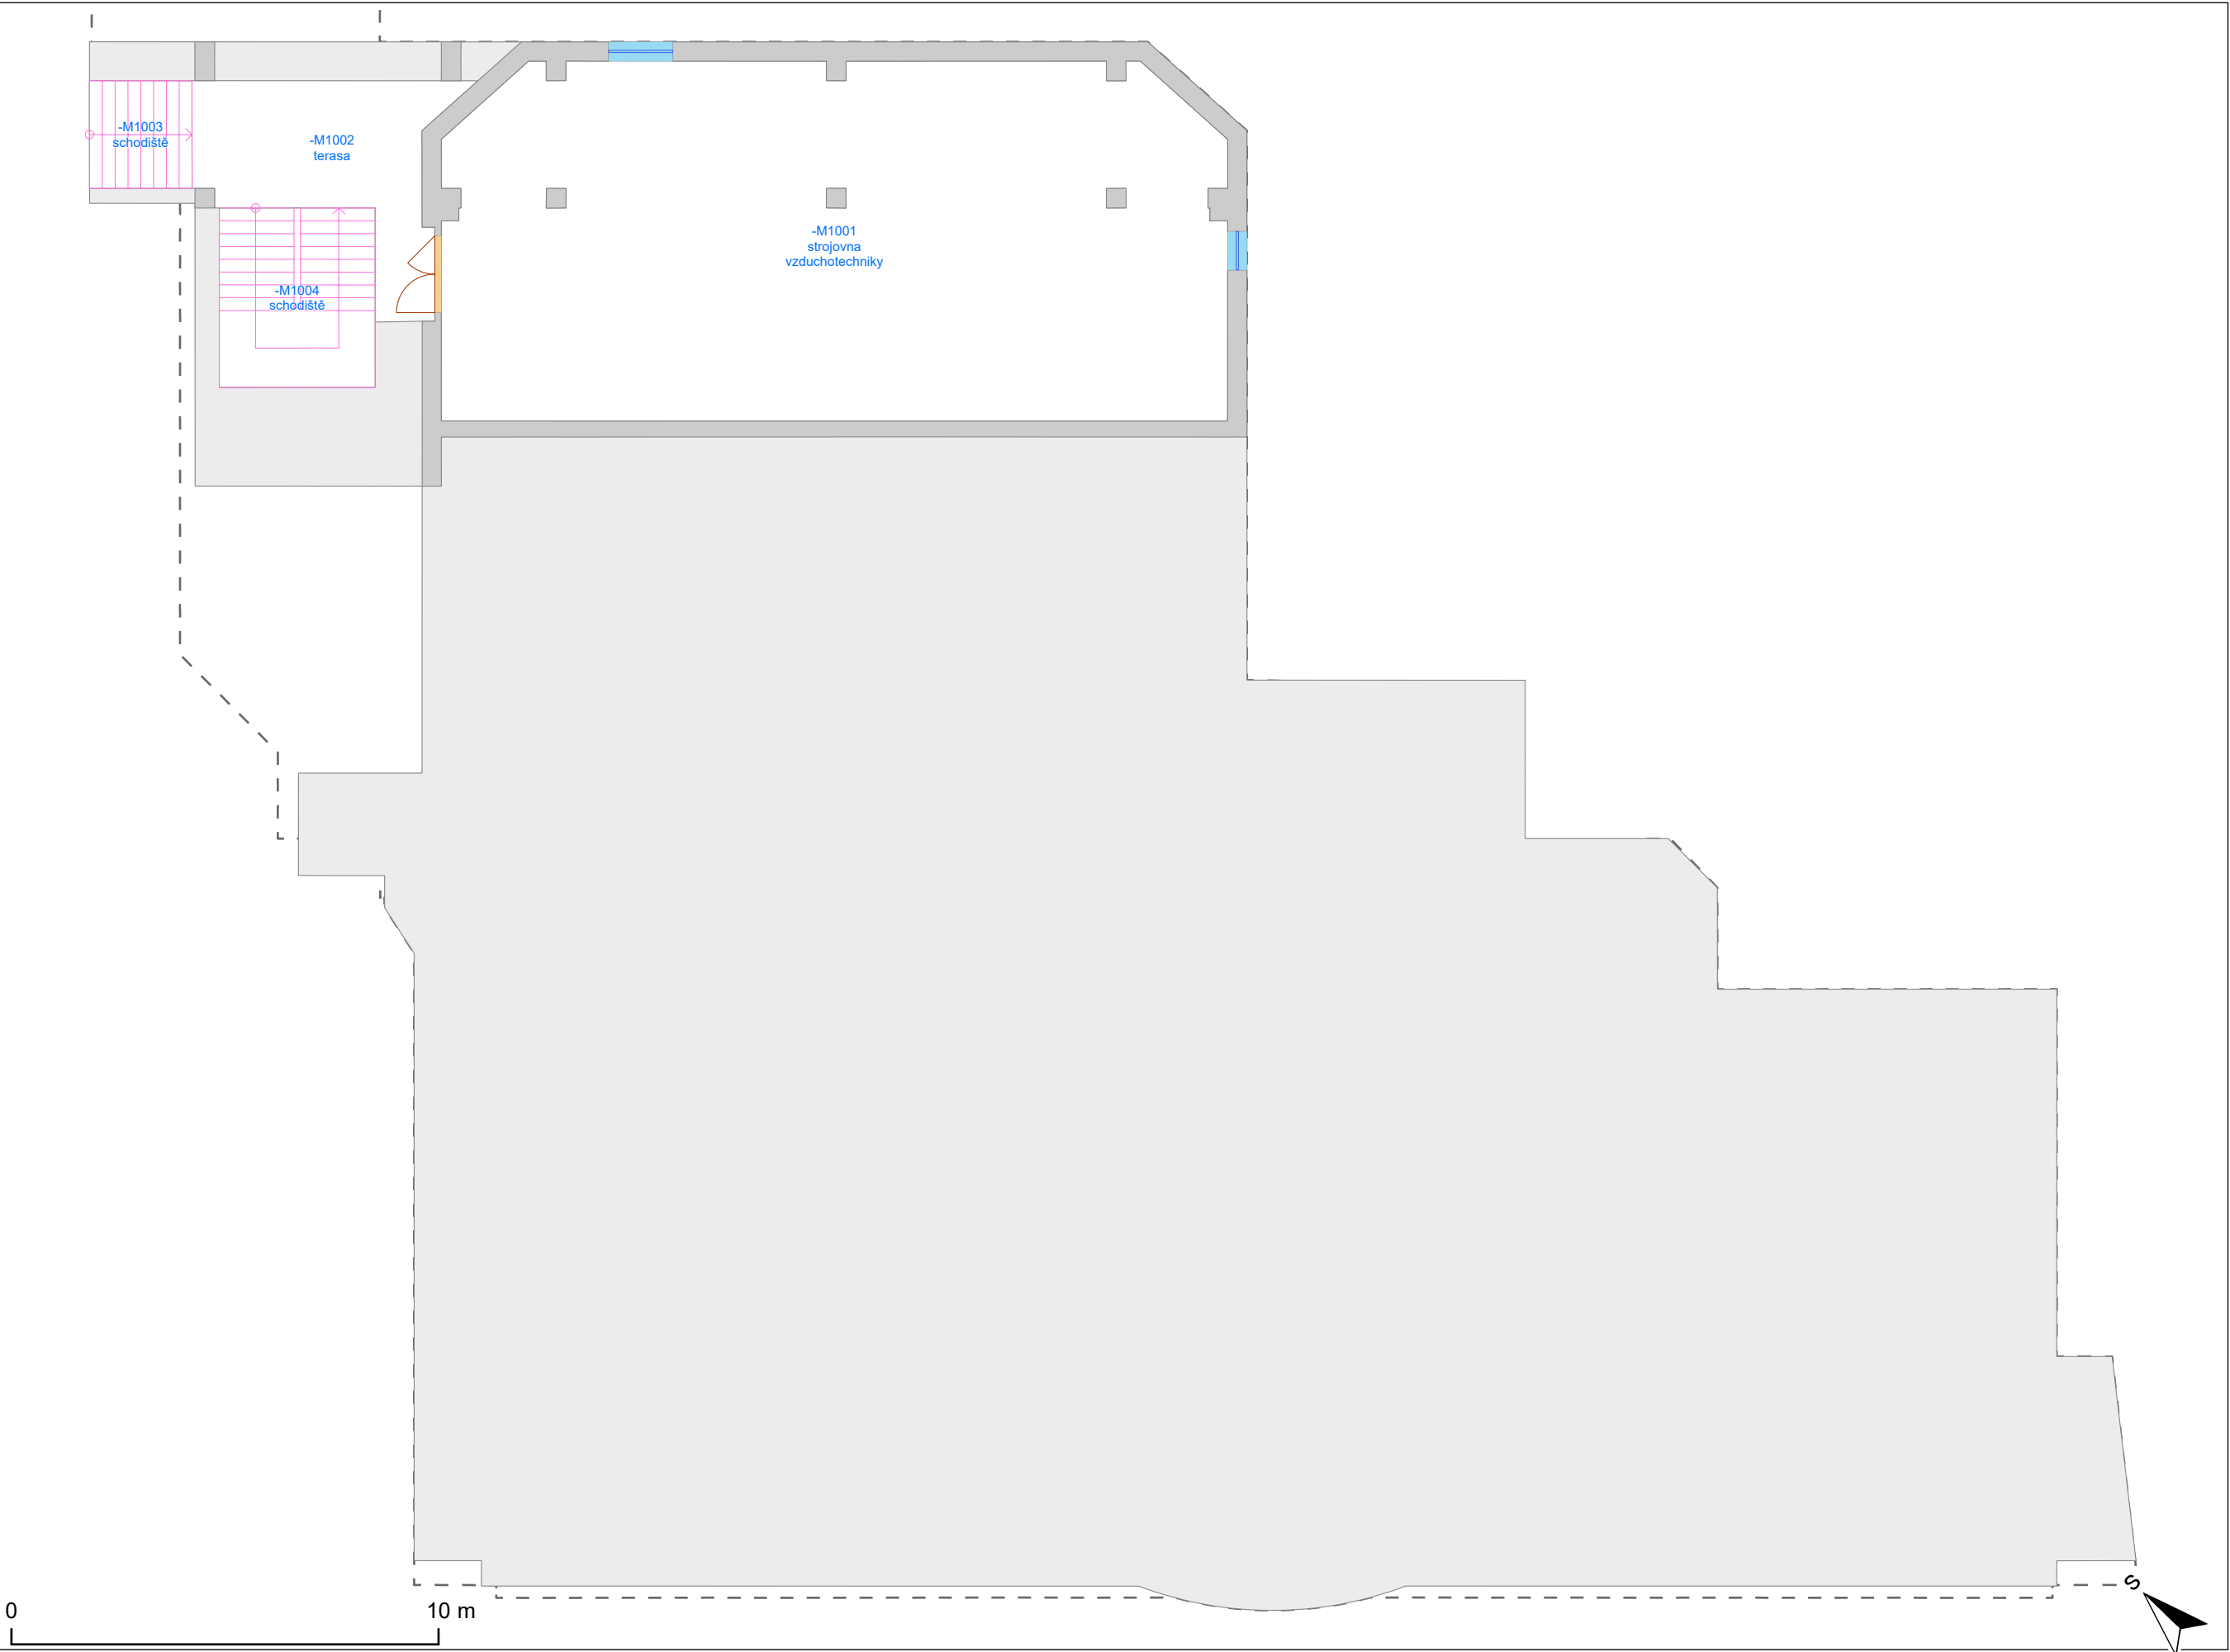 -M1003
schodiště
-M1002
terasa
-M1001
strojovna
vzduchotechniky
-M1004
schodiště
0
10 m
S